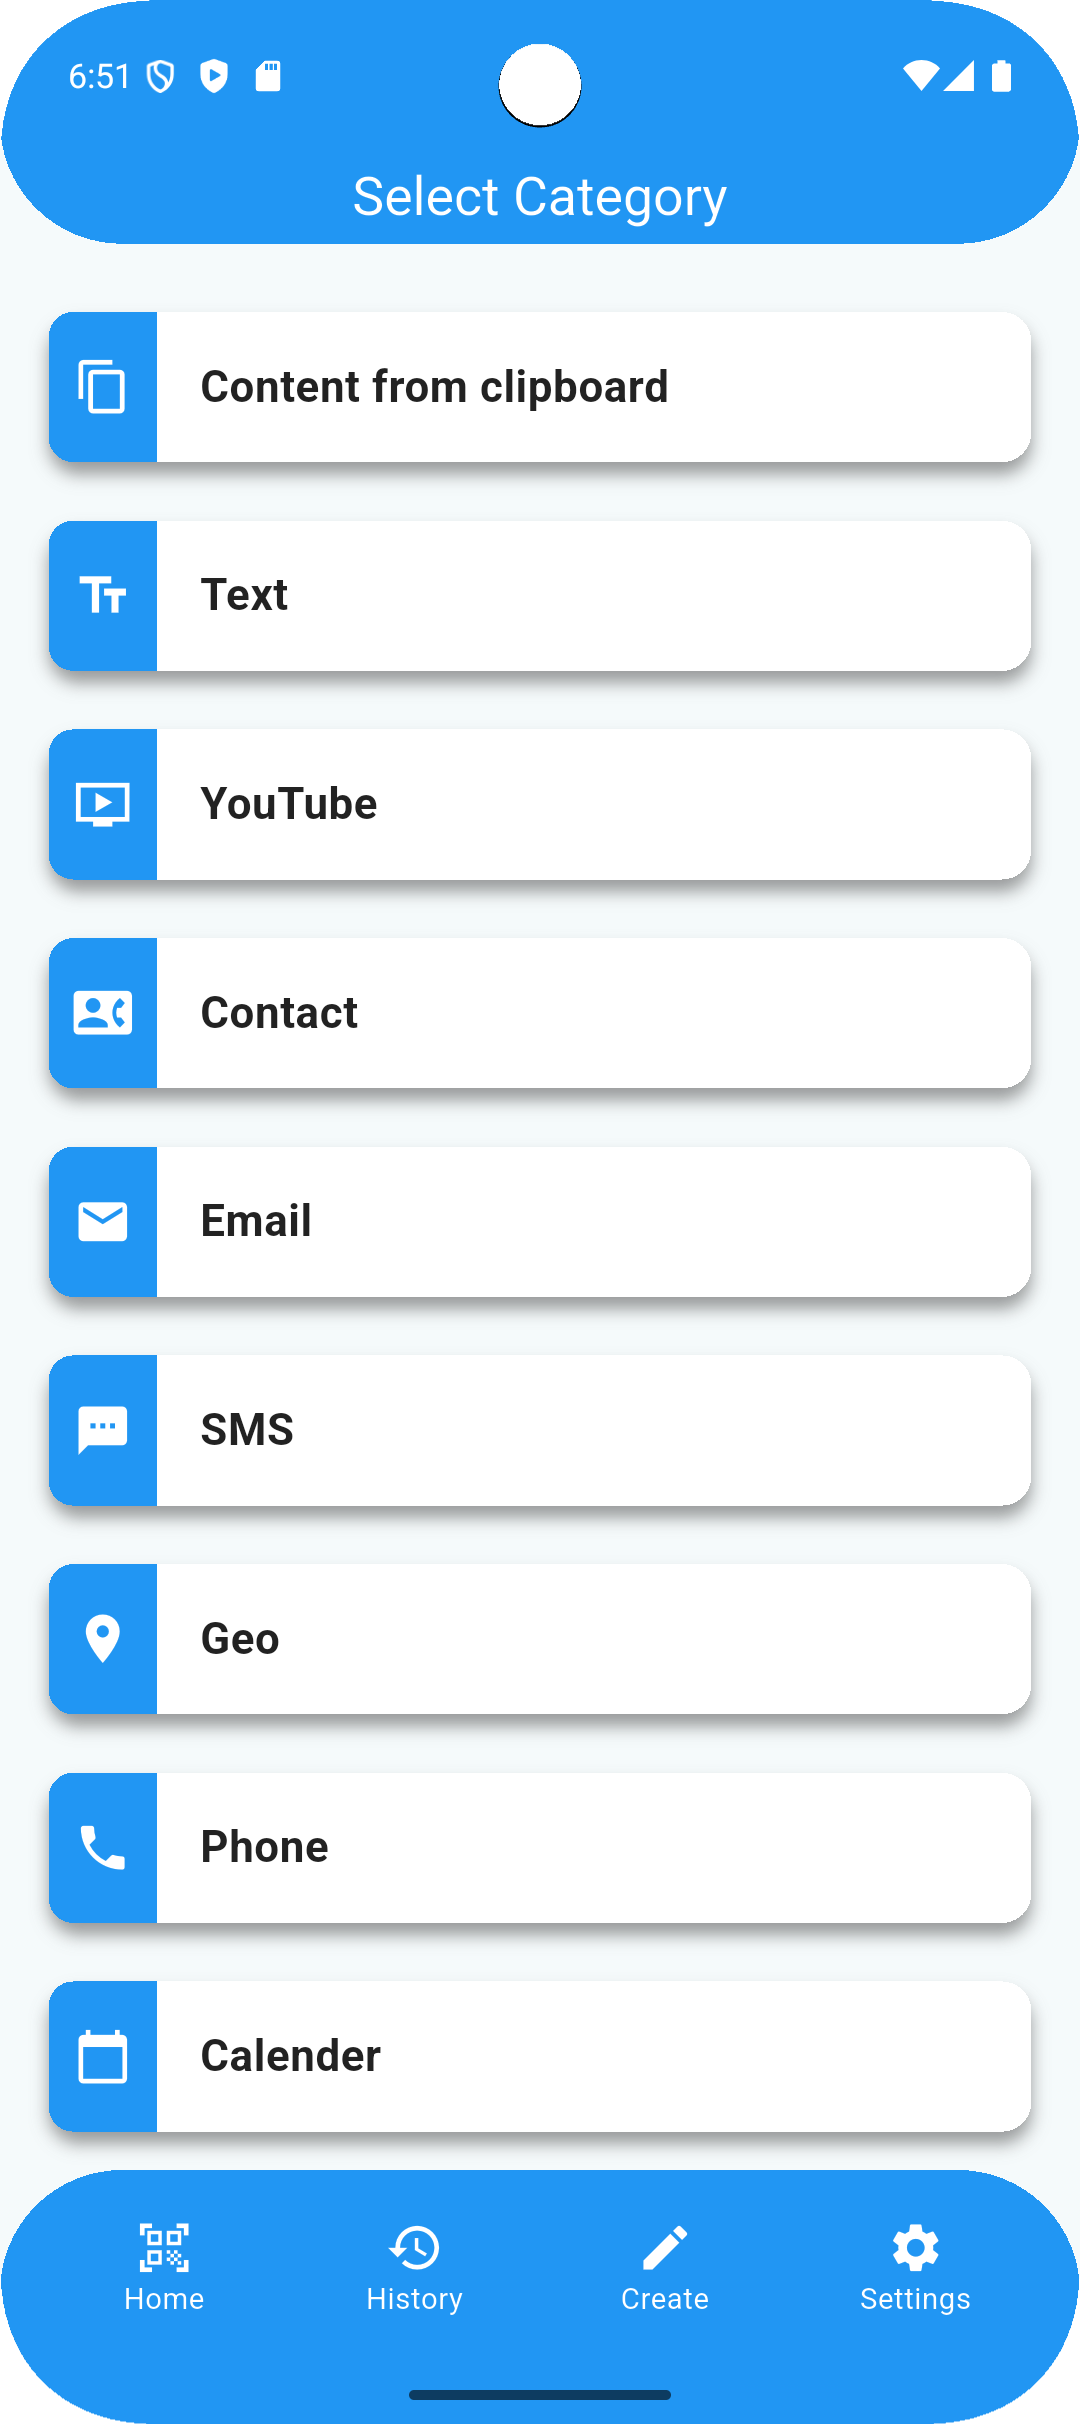 6:51
Select Category
Content from clipboard
Text
YouTube
Contact
Email
SMS
Geo
Phone
Calender
Home
History
Create
Settings